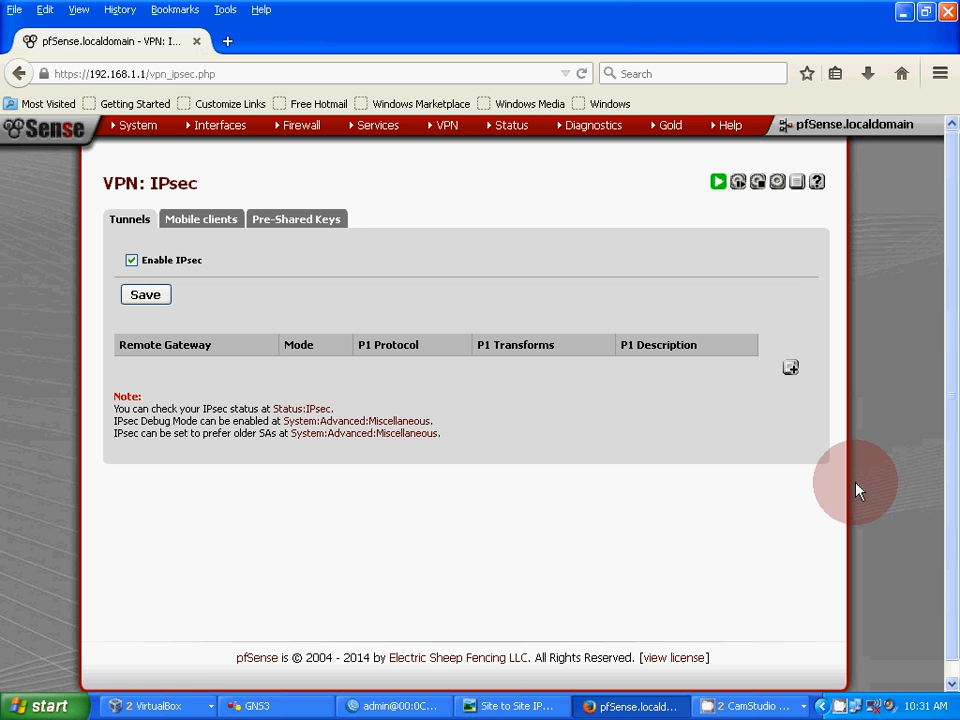 File Edit View History Bookmarks Tools Help
pfSense.localdomain - VPN: I...
https://192.168.1.1/vpn_ipsec.php
Search
Most Visited Getting Started Customize Links Free Hotmail Windows Marketplace Windows Media Windows
Sense System Interfaces Firewall Services VPN Status Diagnostics Gold Help pfSense.localdomain
VPN: IPsec
Tunnels Mobile clients Pre-Shared Keys
Enable IPsec
Save
Remote Gateway Mode P1 Protocol P1 Transforms P1 Description
Note:
You can check your IPsec status at Status:IPsec.
IPsec Debug Mode can be enabled at System:Advanced:Miscellaneous.
IPsec can be set to prefer older SAs at System:Advanced:Miscellaneous.
pfSense is © 2004 - 2014 by Electric Sheep Fencing LLC. All Rights Reserved. [view license]
start 2 VirtualBox GNS3 admin@00:0C... Site to Site IP... pfSense.locald... 2 CamStudio ... 10:31 AM